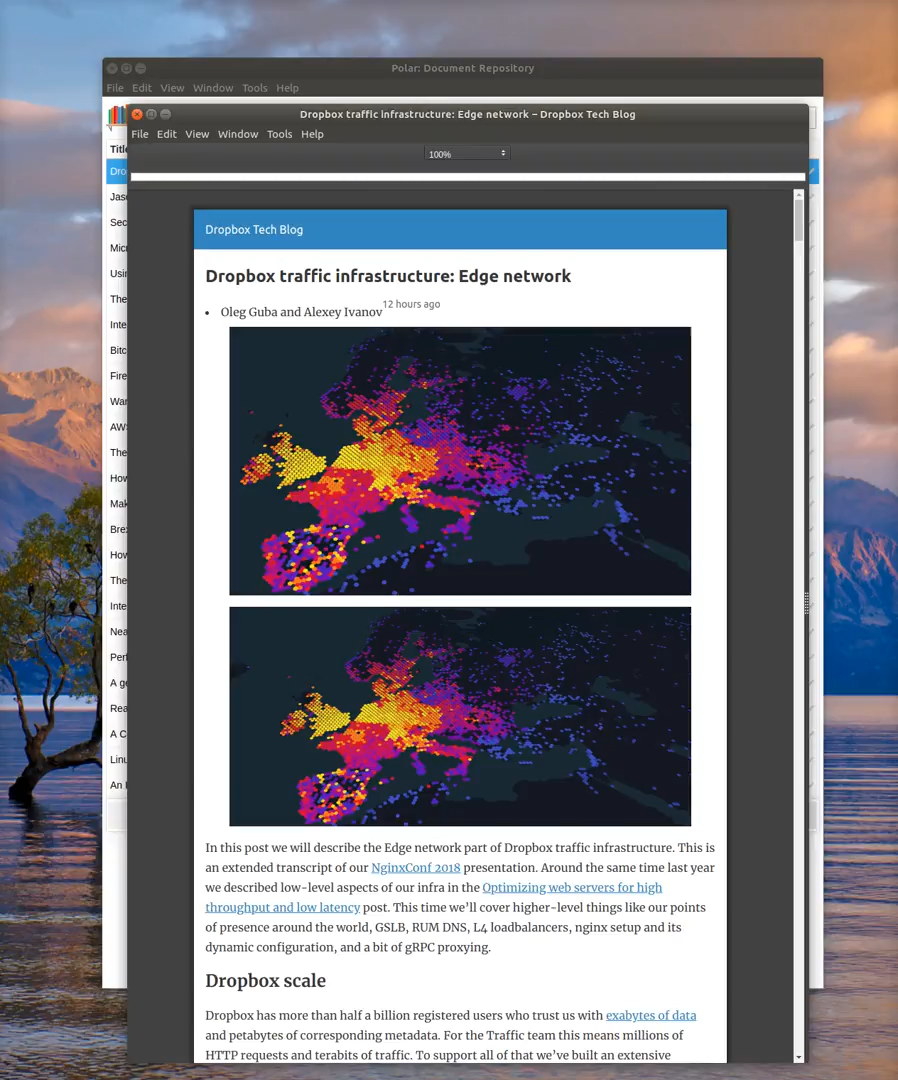 Polar: Document Repository
File Edit View Window Tools Help
Dropbox traffic infrastructure: Edge network – Dropbox Tech Blog
File Edit View Window Tools Help
100%
Title
Dro
Jas
Sec
Micr
Usin
The
Inte
Bitc
Fire
War
AWS
The
How
Mak
Brex
How
The
Inte
Nea
Perf
A ge
Rea
A Co
Linu
An I
Dropbox Tech Blog
Dropbox traffic infrastructure: Edge network
• Oleg Guba and Alexey Ivanov 12 hours ago
In this post we will describe the Edge network part of Dropbox traffic infrastructure. This is
an extended transcript of our NginxConf 2018 presentation. Around the same time last year
we described low-level aspects of our infra in the Optimizing web servers for high
throughput and low latency post. This time we’ll cover higher-level things like our points
of presence around the world, GSLB, RUM DNS, L4 loadbalancers, nginx setup and its
dynamic configuration, and a bit of gRPC proxying.
Dropbox scale
Dropbox has more than half a billion registered users who trust us with exabytes of data
and petabytes of corresponding metadata. For the Traffic team this means millions of
HTTP requests and terabits of traffic. To support all of that we’ve built an extensive